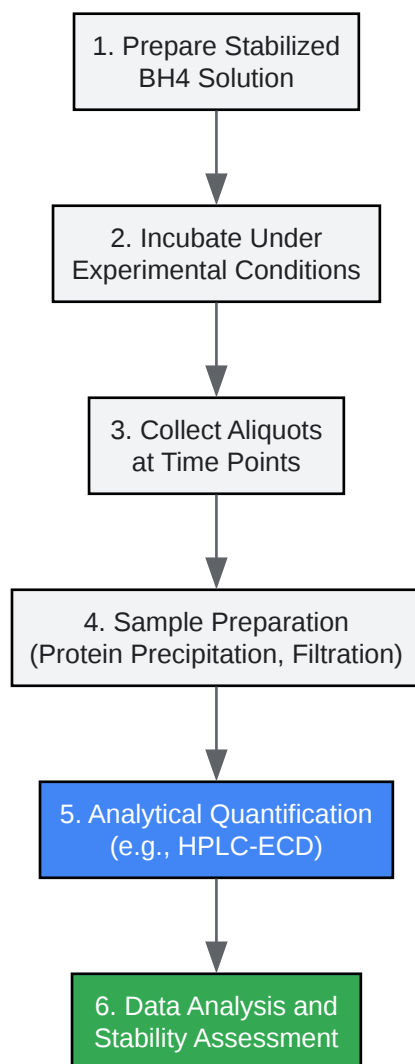 1. Prepare Stabilized
BH4 Solution
2. Incubate Under
Experimental Conditions
3. Collect Aliquots
at Time Points
4. Sample Preparation
(Protein Precipitation, Filtration)
5. Analytical Quantification
(e.g., HPLC-ECD)
6. Data Analysis and
Stability Assessment